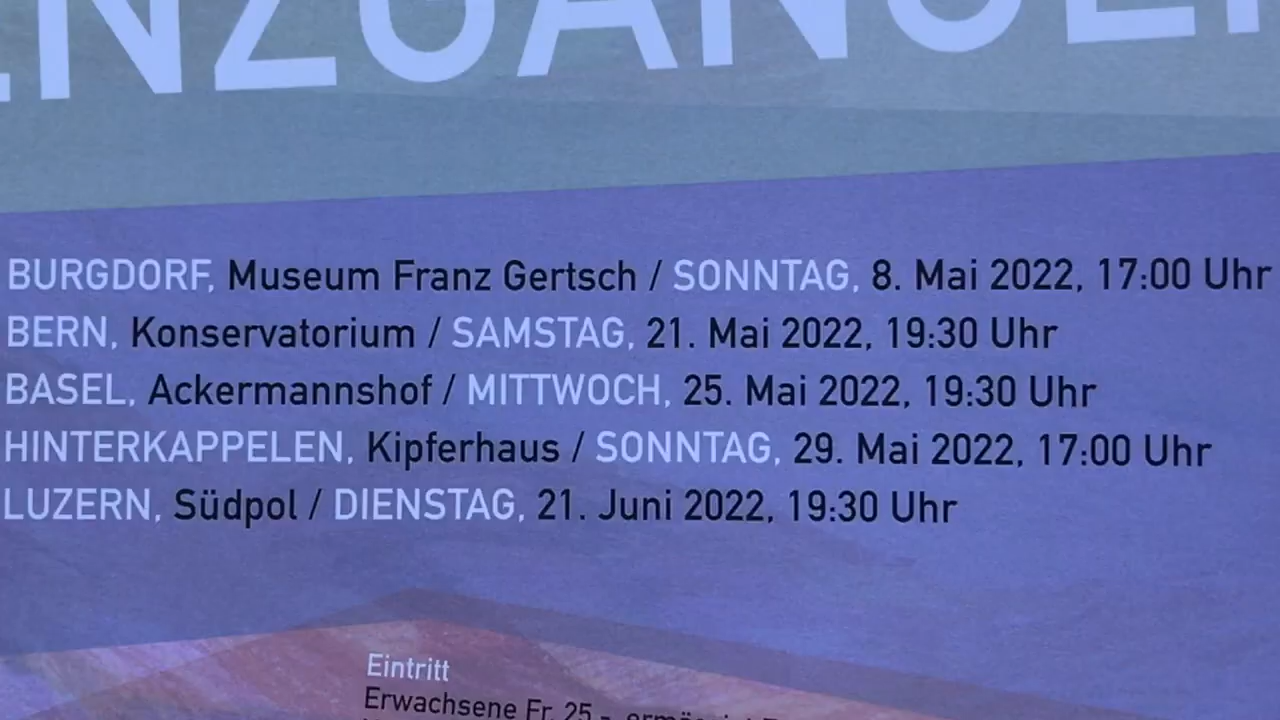 BURGDORF, Museum Franz Gertsch / SONNTAG, 8. Mai 2022, 17:00 Uhr
BERN, Konservatorium / SAMSTAG, 21. Mai 2022, 19:30 Uhr
BASEL, Ackermannshof / MITTWOCH, 25. Mai 2022, 19:30 Uhr
HINTERKAPPELEN, Kipferhaus / SONNTAG, 29. Mai 2022, 17:00 Uhr
LUZERN, Südpol / DIENSTAG, 21. Juni 2022, 19:30 Uhr
Eintritt
Erwachsene Fr. 25.-